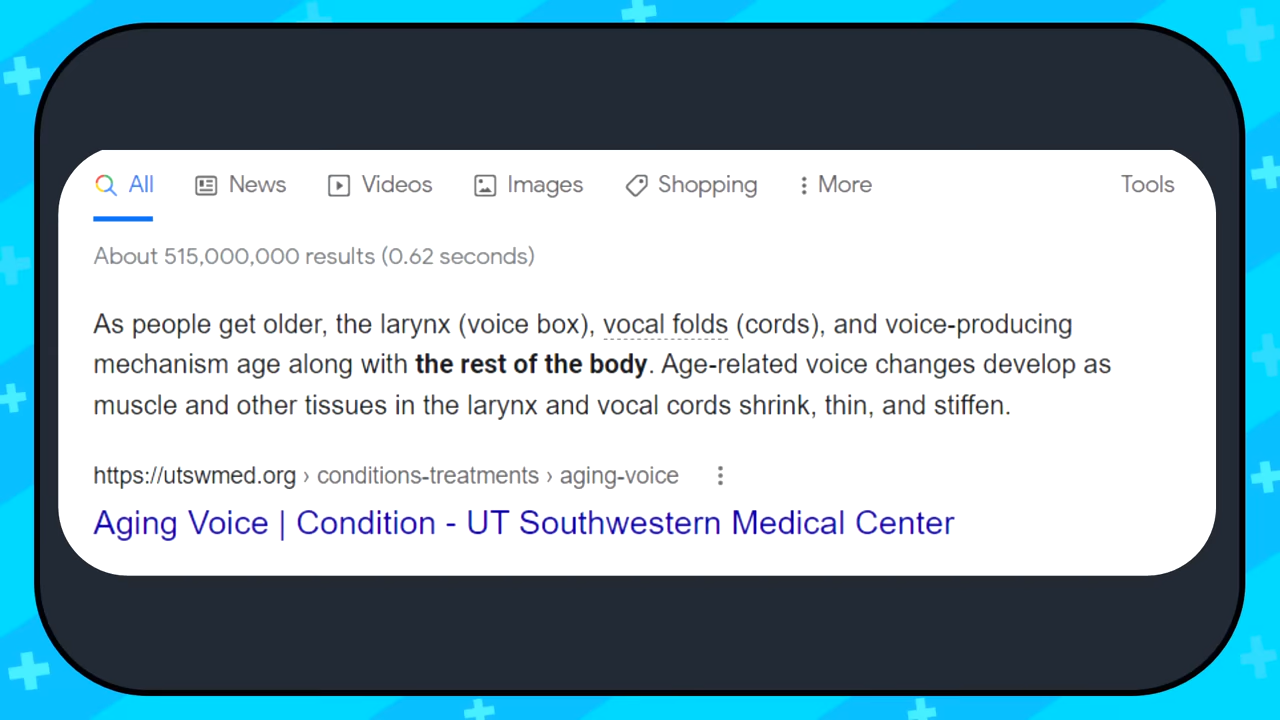 All News Videos Images Shopping More Tools
About 515,000,000 results (0.62 seconds)
As people get older, the larynx (voice box), vocal folds (cords), and voice-producing
mechanism age along with the rest of the body. Age-related voice changes develop as
muscle and other tissues in the larynx and vocal cords shrink, thin, and stiffen.
https://utswmed.org › conditions-treatments › aging-voice
Aging Voice | Condition - UT Southwestern Medical Center